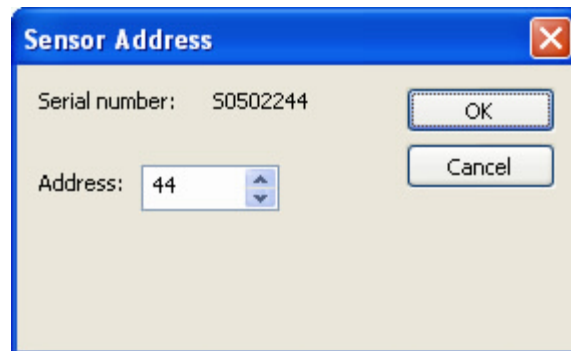 Sensor Address
Serial number: S0502244
OK
Address: 44
Cancel